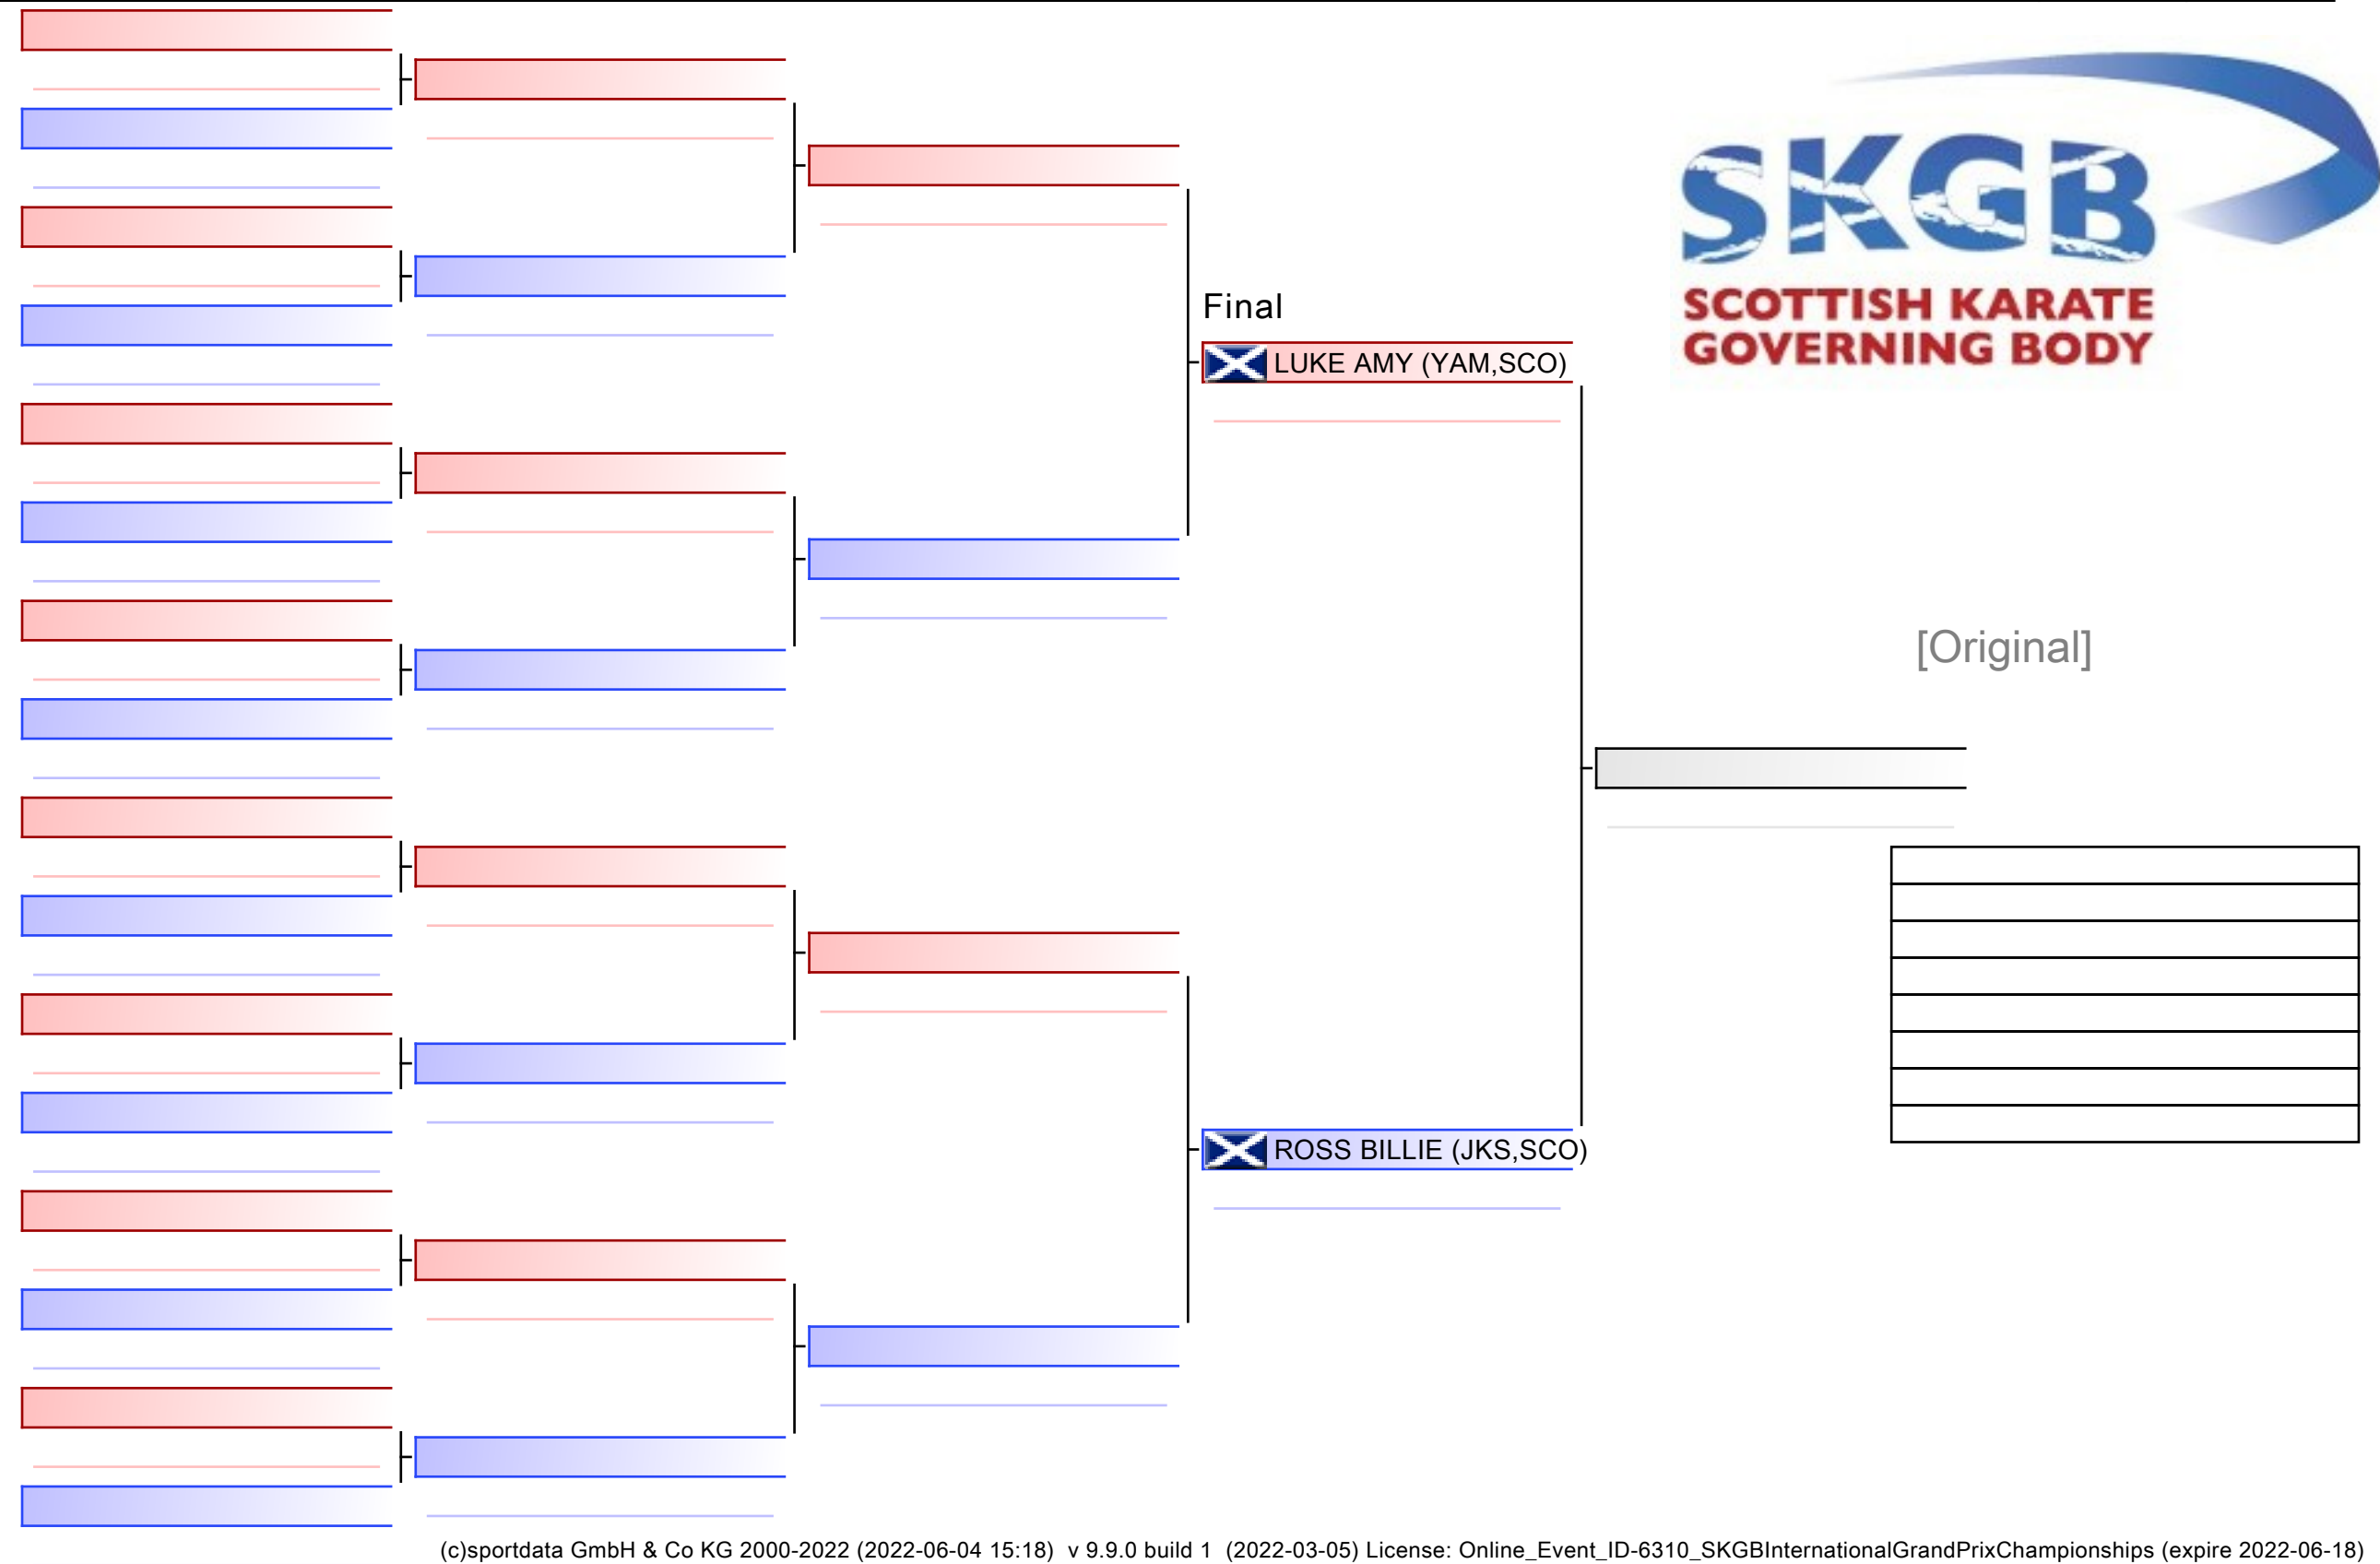 SKGB
SCOTTISH KARATE
GOVERNING BODY
Final
LUKE AMY (YAM,SCO)
[Original]
ROSS BILLIE (JKS,SCO)
(c)sportdata GmbH & Co KG 2000-2022 (2022-06-04 15:18)  v 9.9.0 build 1  (2022-03-05) License: Online_Event_ID-6310_SKGBInternationalGrandPrixChampionships (expire 2022-06-18)